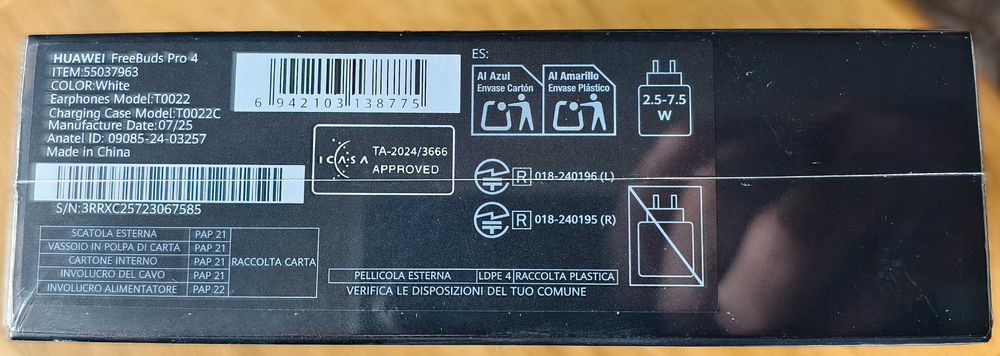 HUAWEI FreeBuds Pro 4
ITEM:55037963
COLOR:White
Earphones Model:T0022
Charging Case Model:T0022C
Manufacture Date:07/25
Anatel ID: 09085-24-03257
Made in China
6 942103 138775
ICASA
TA-2024/3666
APPROVED
S/N:3RRXC25723067585
ES:
Al Azul
Envase Cartón
Al Amarillo
Envase Plástico
2.5-7.5
W
R 018-240196 (L)
R 018-240195 (R)
SCATOLA ESTERNA PAP 21
VASSOIO IN POLPA DI CARTA PAP 21
CARTONE INTERNO PAP 21 RACCOLTA CARTA
INVOLUCRO DEL CAVO PAP 21
INVOLUCRO ALIMENTATORE PAP 22
PELLICOLA ESTERNA LDPE 4 RACCOLTA PLASTICA
VERIFICA LE DISPOSIZIONI DEL TUO COMUNE